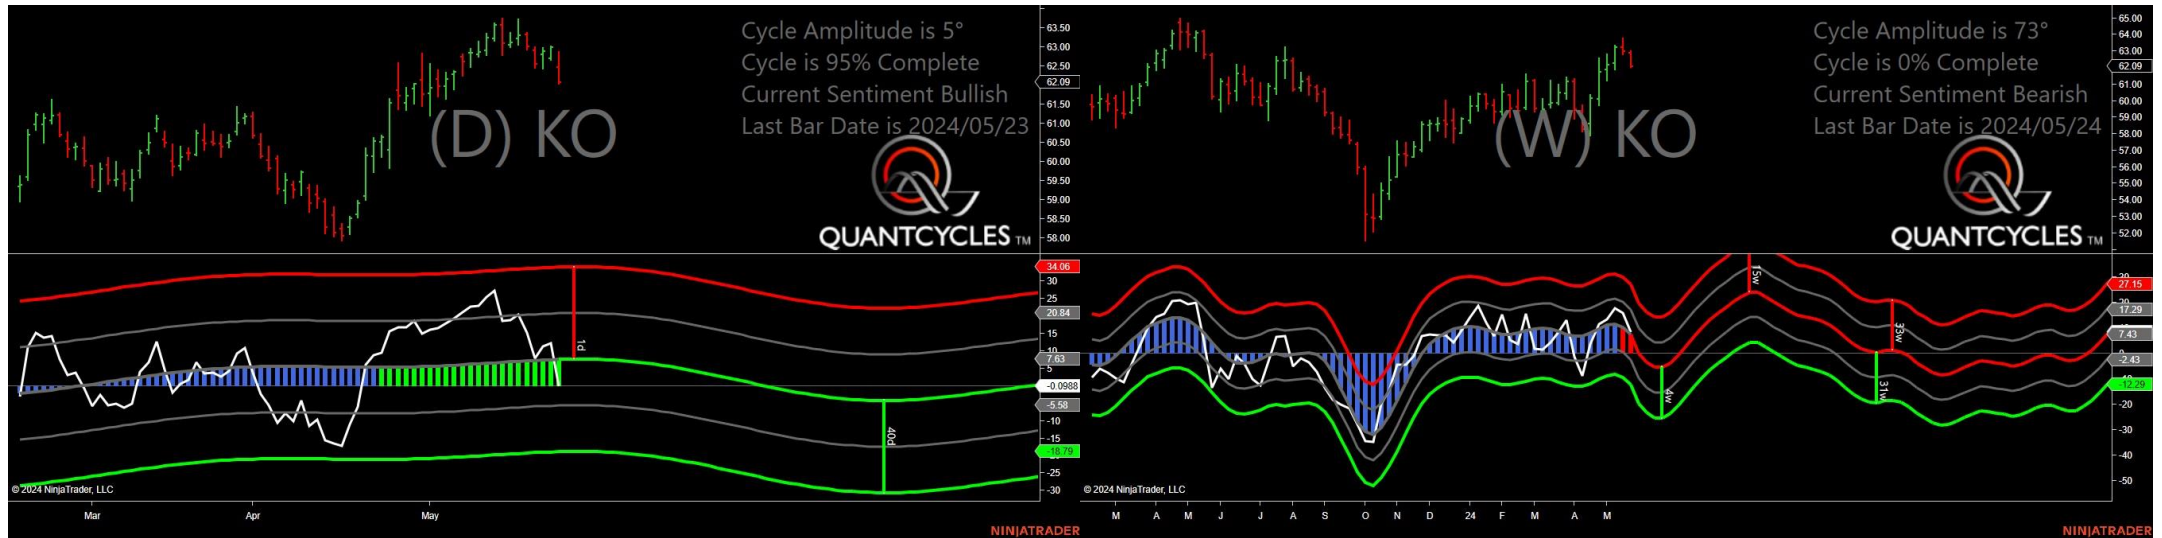 Cycle Amplitude is 5°
Cycle is 95% Complete
Current Sentiment Bullish
Last Bar Date is 2024/05/23
(D) KO
QUANTCYCLES TM
63.50
63.00
62.50
62.09
61.50
61.00
60.50
60.00
59.50
59.00
58.50
58.00
34.06
30
25
20.84
15
10
7.63
5
-0.0988
-5.58
-10
-15
-18.79
-25
-30
1d
40d
© 2024 NinjaTrader, LLC
Mar Apr May
NINJATRADER
Cycle Amplitude is 73°
Cycle is 0% Complete
Current Sentiment Bearish
Last Bar Date is 2024/05/24
(W) KO
QUANTCYCLES TM
65.00
64.00
63.00
62.09
61.00
60.00
59.00
58.00
57.00
56.00
55.00
54.00
53.00
52.00
27.15
17.29
7.43
-2.43
-12.29
-20
-30
-40
-50
15w
33w
4w
31w
© 2024 NinjaTrader, LLC
M A M J J A S O N D 24 F M A M
NINJATRADER